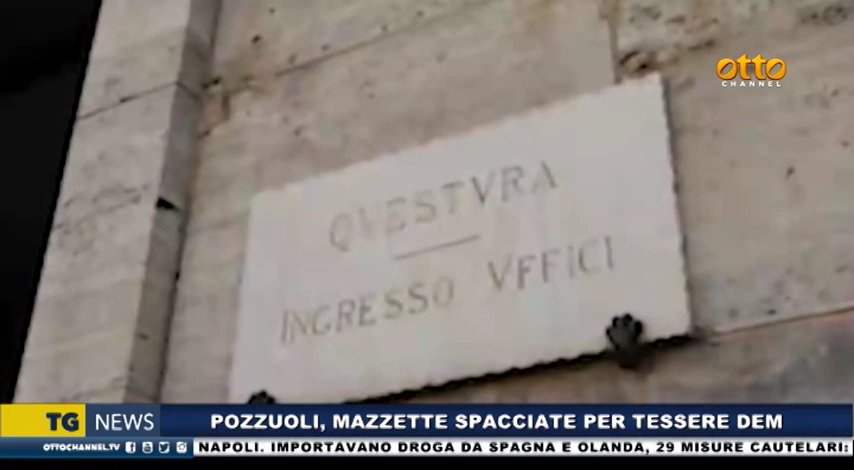 otto
CHANNEL
QVESTVRA
INGRESSO VFFICI
TG NEWS
POZZUOLI, MAZZETTE SPACCIATE PER TESSERE DEM
OTTOCHANNEL.TV
NAPOLI. IMPORTAVANO DROGA DA SPAGNA E OLANDA, 29 MISURE CAUTELARI: